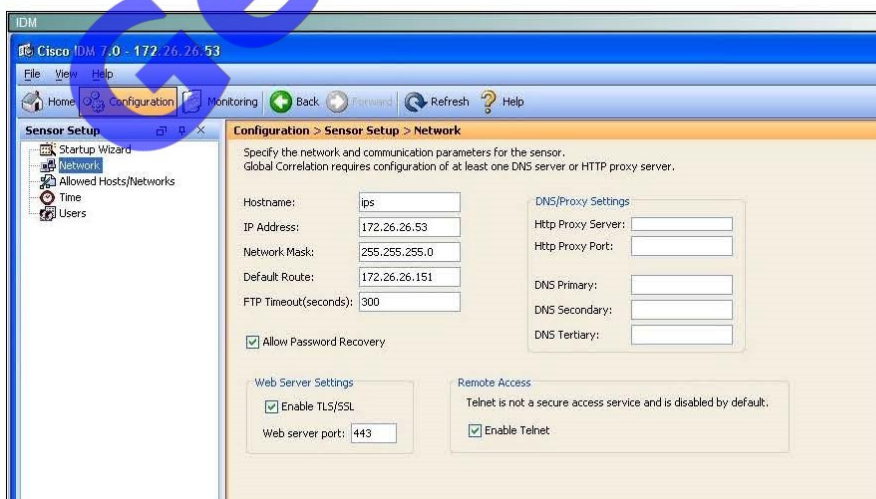 IDM
Cisco IDM 7.0 - 172.26.26.53
File View Help
Home Configuration Monitoring Back Forward Refresh Help
Sensor Setup
Startup Wizard
Network
Allowed Hosts/Networks
Time
Users
Configuration > Sensor Setup > Network
Specify the network and communication parameters for the sensor.
Global Correlation requires configuration of at least one DNS server or HTTP proxy server.
Hostname: ips
IP Address: 172.26.26.53
Network Mask: 255.255.255.0
Default Route: 172.26.26.151
FTP Timeout(seconds): 300
Allow Password Recovery
DNS/Proxy Settings
Http Proxy Server:
Http Proxy Port:
DNS Primary:
DNS Secondary:
DNS Tertiary:
Web Server Settings
Enable TLS/SSL
Web server port: 443
Remote Access
Telnet is not a secure access service and is disabled by default.
Enable Telnet